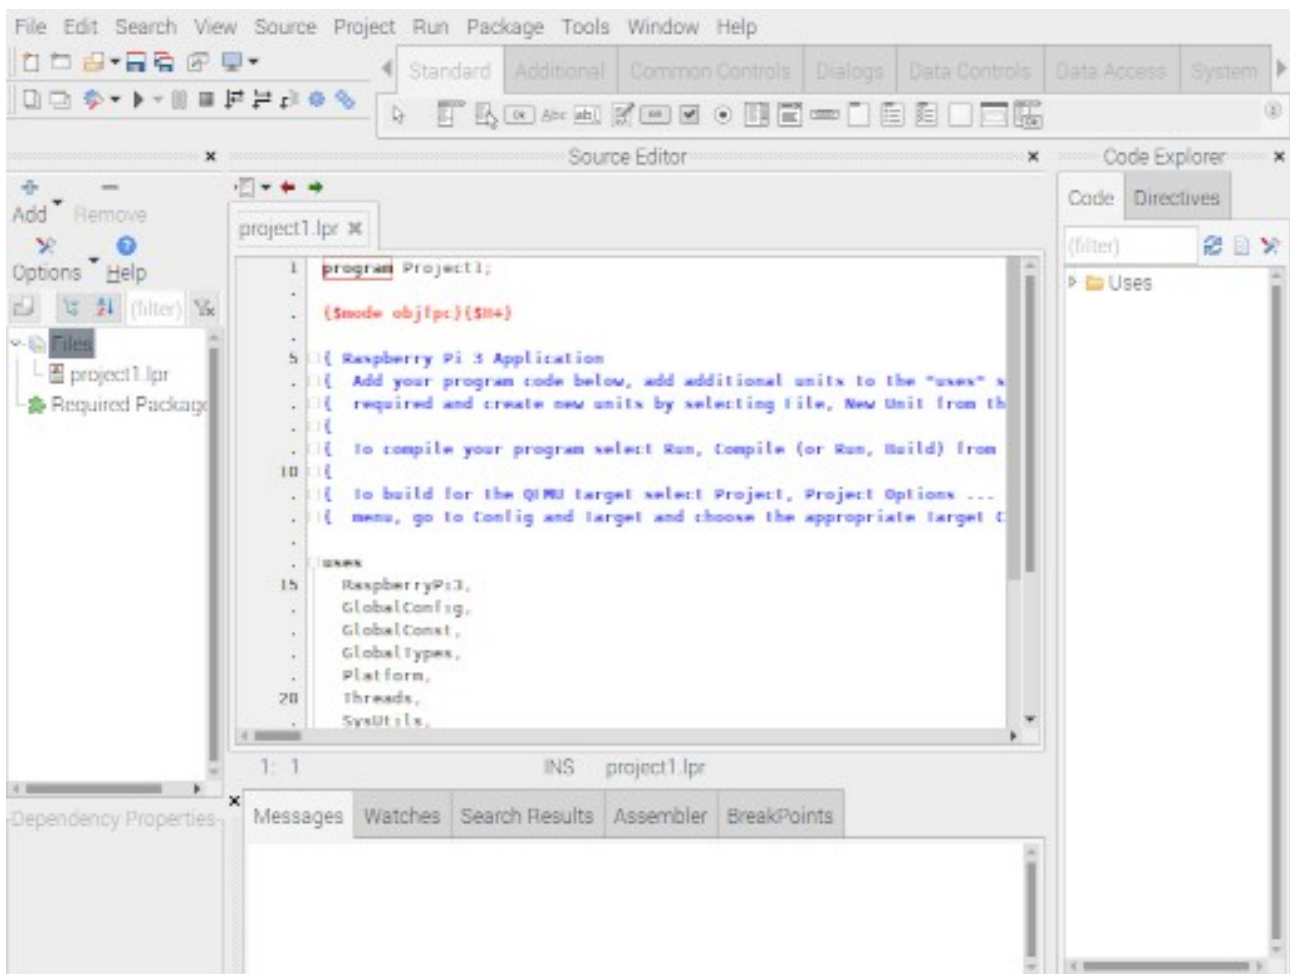 File Edit Search View Source Project Run Package Tools Window Help
Standard Additional Common Controls Dialogs Data Controls Data Access System
Ok Abc ab
Source Editor
Code Explorer
Add Remove
Options Help
(filter)
Files
project1.lpr
Required Package
Dependency Properties
project1.lpr
1 program Project1;
{$mode objfpc}{$H+}
5 { Raspberry Pi 3 Application
{ Add your program code below, add additional units to the "uses" s
{ required and create new units by selecting File, New Unit from th
{
{ To compile your program select Run, Compile (or Run, Build) from
10 {
{ To build for the QEMU target select Project, Project Options ...
{ menu, go to Config and Target and choose the appropriate Target C
uses
15 RaspberryPi3,
GlobalConfig,
GlobalConst,
GlobalTypes,
Platform,
20 Threads,
SysUtils,
1: 1 INS project1.lpr
Messages Watches Search Results Assembler BreakPoints
Code Directives
(filter)
Uses